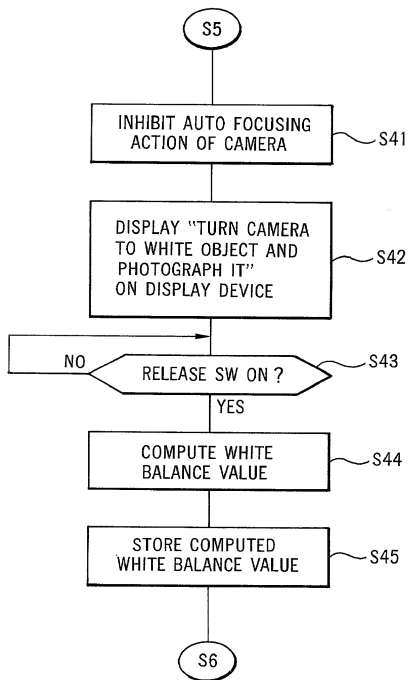 S5
INHIBIT AUTO FOCUSING
ACTION OF CAMERA
S41
DISPLAY "TURN CAMERA
TO WHITE OBJECT AND
PHOTOGRAPH IT"
ON DISPLAY DEVICE
S42
NO
RELEASE SW ON ?
S43
YES
COMPUTE WHITE
BALANCE VALUE
S44
STORE COMPUTED
WHITE BALANCE VALUE
S45
S6